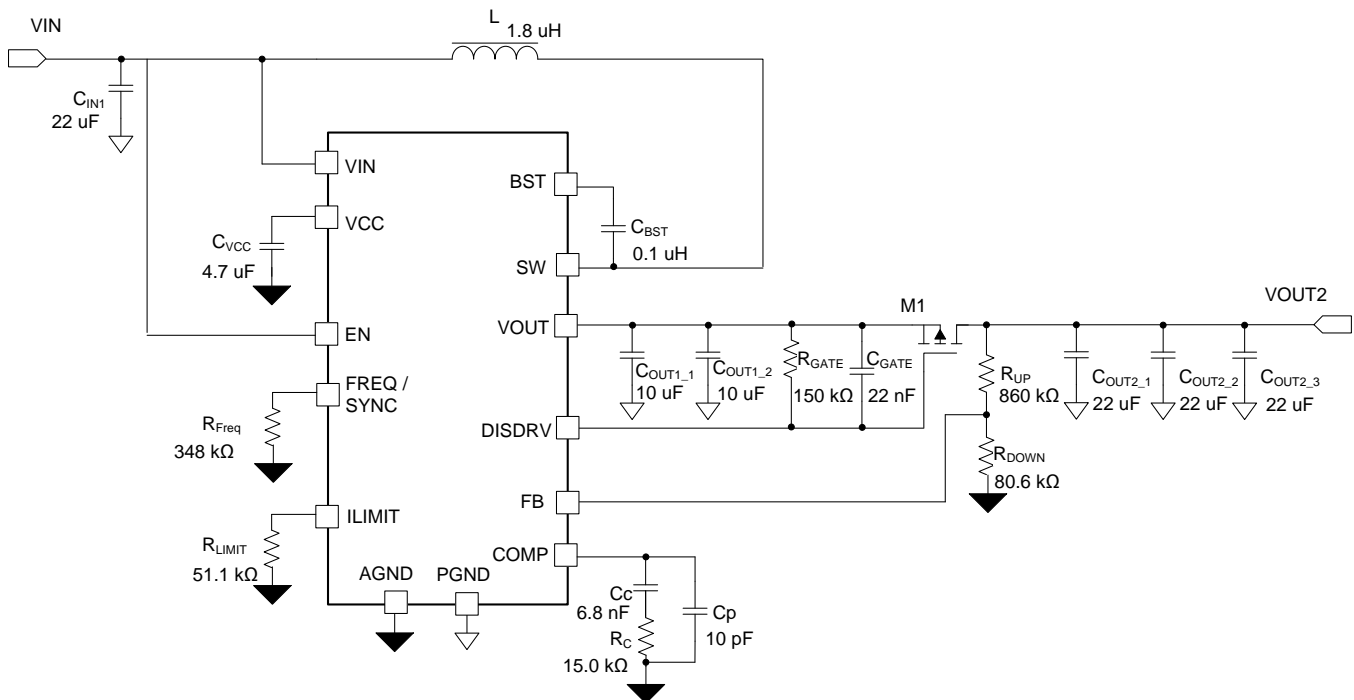 VIN
L
1.8 uH
C_IN1
22 uF
VIN
BST
VCC
C_VCC
4.7 uF
C_BST
0.1 uH
SW
EN
VOUT
M1
VOUT2
FREQ /
SYNC
R_Freq
348 kΩ
C_OUT1_1
10 uF
C_OUT1_2
10 uF
R_GATE
150 kΩ
C_GATE
22 nF
R_UP
860 kΩ
C_OUT2_1
22 uF
C_OUT2_2
22 uF
C_OUT2_3
22 uF
DISDRV
R_DOWN
80.6 kΩ
FB
ILIMIT
R_LIMIT
51.1 kΩ
COMP
AGND
PGND
Cc
6.8 nF
Cp
10 pF
R_C
15.0 kΩ